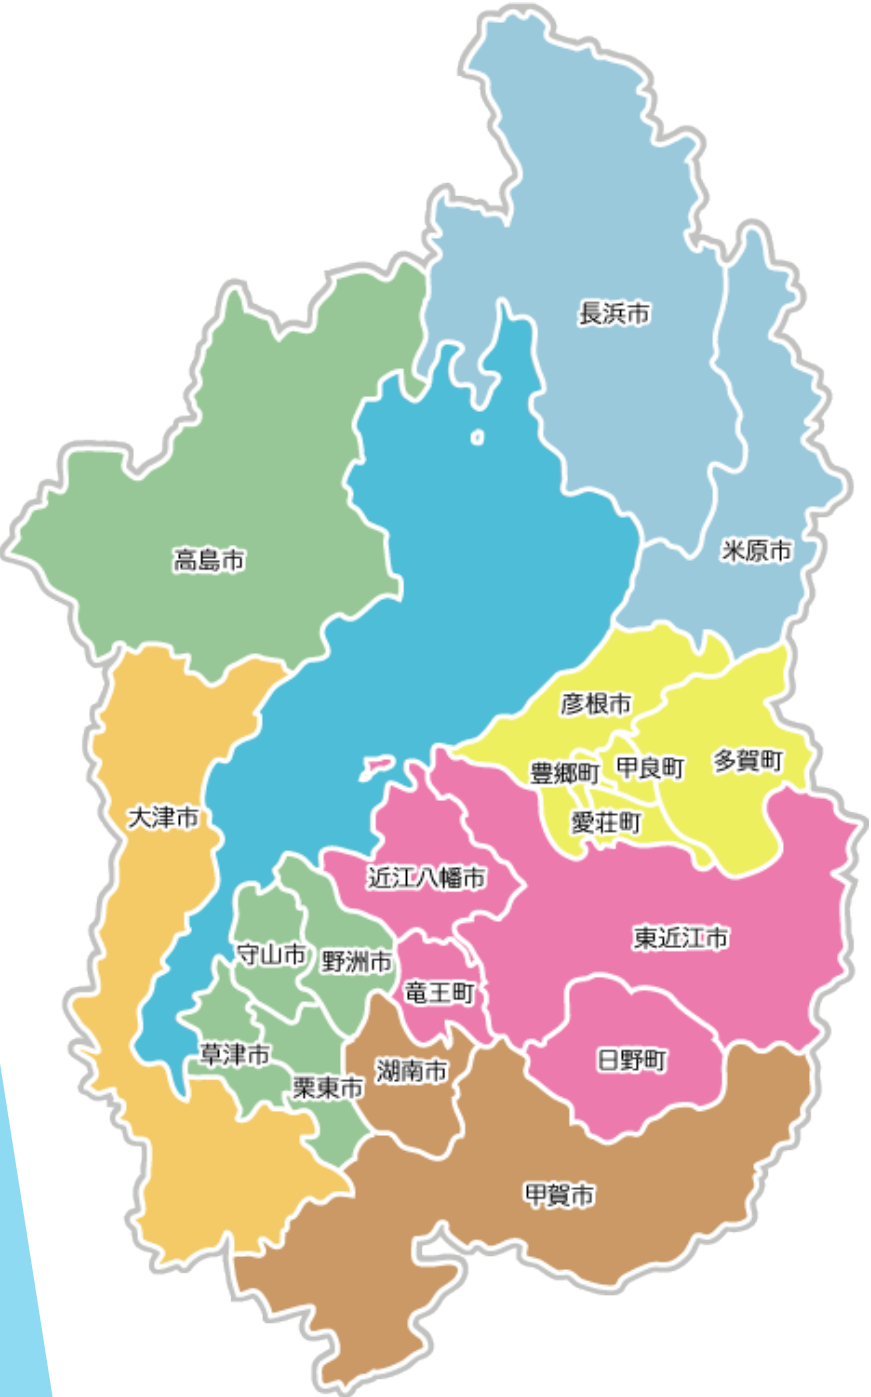 長浜市
米原市
高島市
彦根市
多賀町
甲良町
豊郷町
愛荘町
大津市
近江八幡市
東近江市
守山市
野洲市
竜王町
草津市
日野町
湖南市
栗東市
甲賀市